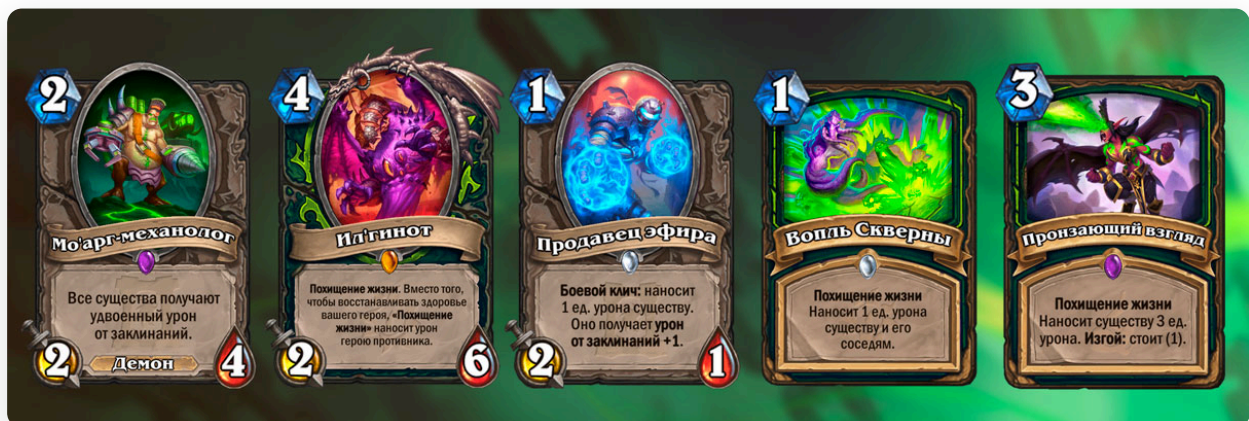 2
Мо'арг-механолог
Все существа получают
удвоенный урон
от заклинаний.
2
Демон
4
4
Ил'гинот
Похищение жизни. Вместо того,
чтобы восстанавливать здоровье
вашего героя, «Похищение
жизни» наносит урон
герою противника.
2
6
1
Продавец эфира
Боевой клич: наносит
1 ед. урона существу.
Оно получает урон
от заклинаний +1.
2
1
1
Вопль Скверны
Похищение жизни
Наносит 1 ед. урона
существу и его
соседям.
3
Пронзающий взгляд
Похищение жизни
Наносит существу 3 ед.
урона. Изгой: стоит (1).